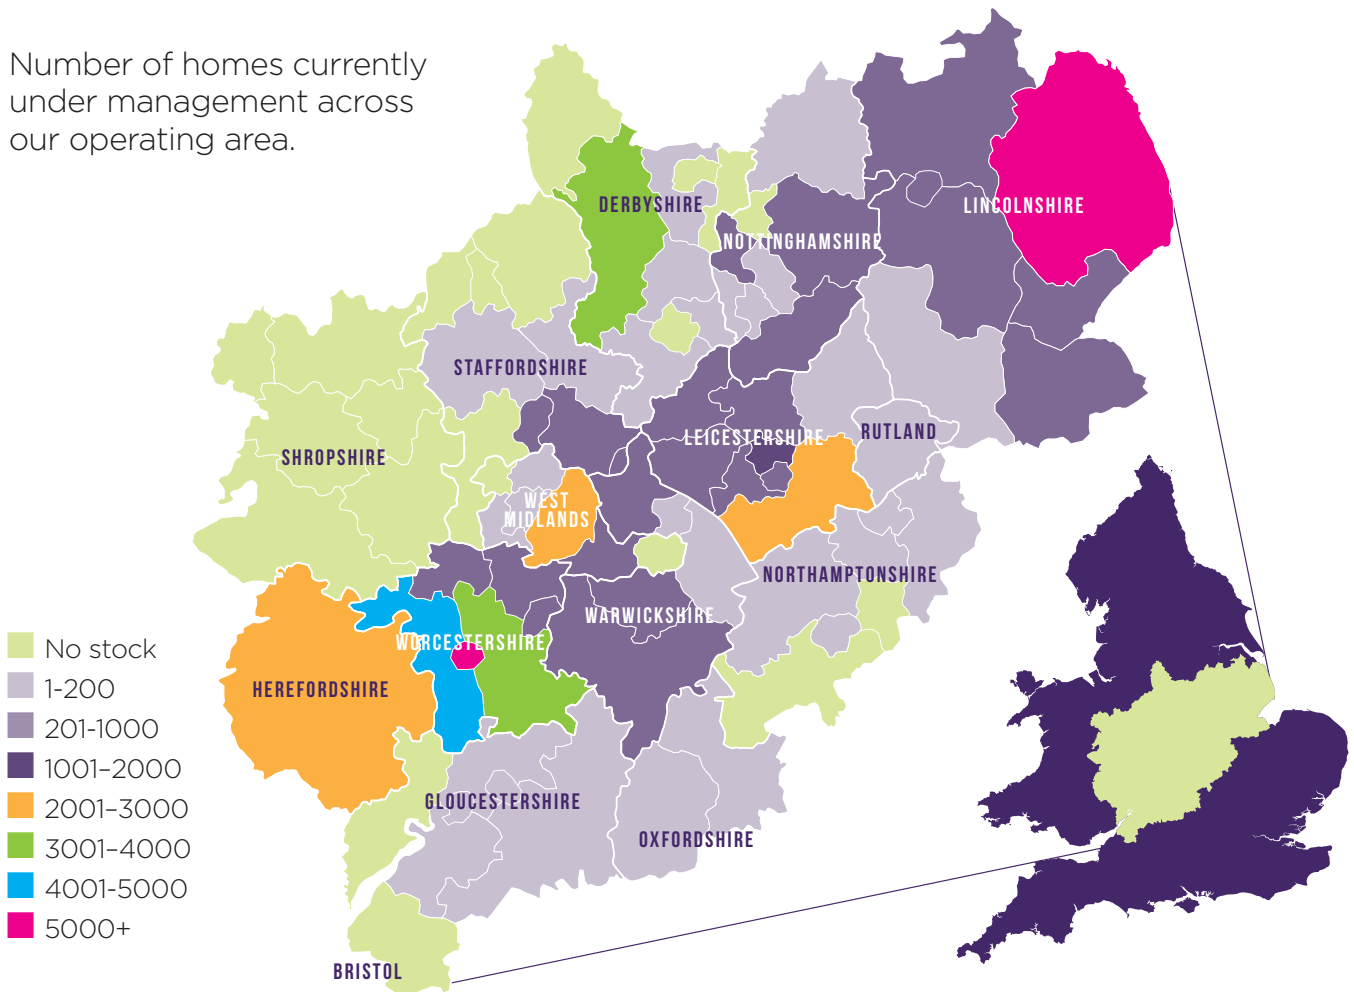 Number of homes currently
under management across
our operating area.
DERBYSHIRE
LINCOLNSHIRE
NOTTINGHAMSHIRE
STAFFORDSHIRE
LEICESTERSHIRE
RUTLAND
SHROPSHIRE
WEST
MIDLANDS
NORTHAMPTONSHIRE
WARWICKSHIRE
WORCESTERSHIRE
HEREFORDSHIRE
GLOUCESTERSHIRE
OXFORDSHIRE
BRISTOL
No stock
1-200
201-1000
1001–2000
2001–3000
3001–4000
4001-5000
5000+